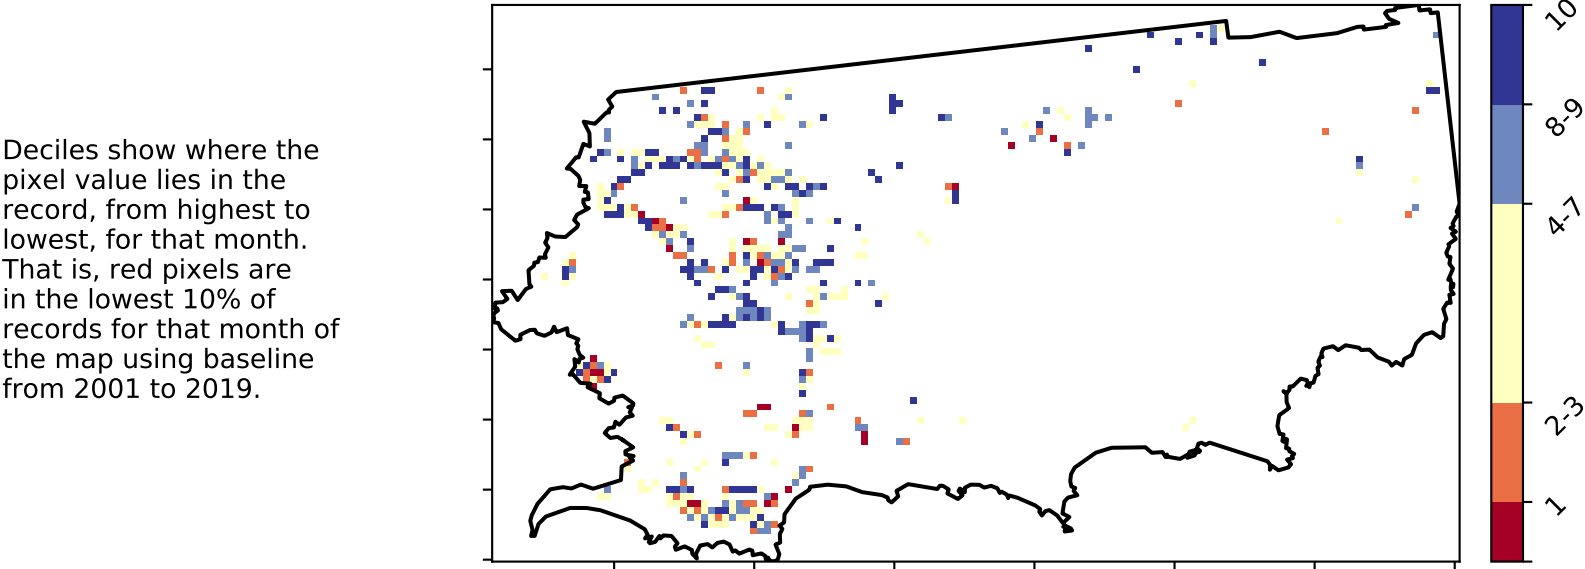 Deciles show where the
pixel value lies in the
record, from highest to
lowest, for that month.
That is, red pixels are
in the lowest 10% of
records for that month of
the map using baseline
from 2001 to 2019.
10
8-9
4-7
2-3
1